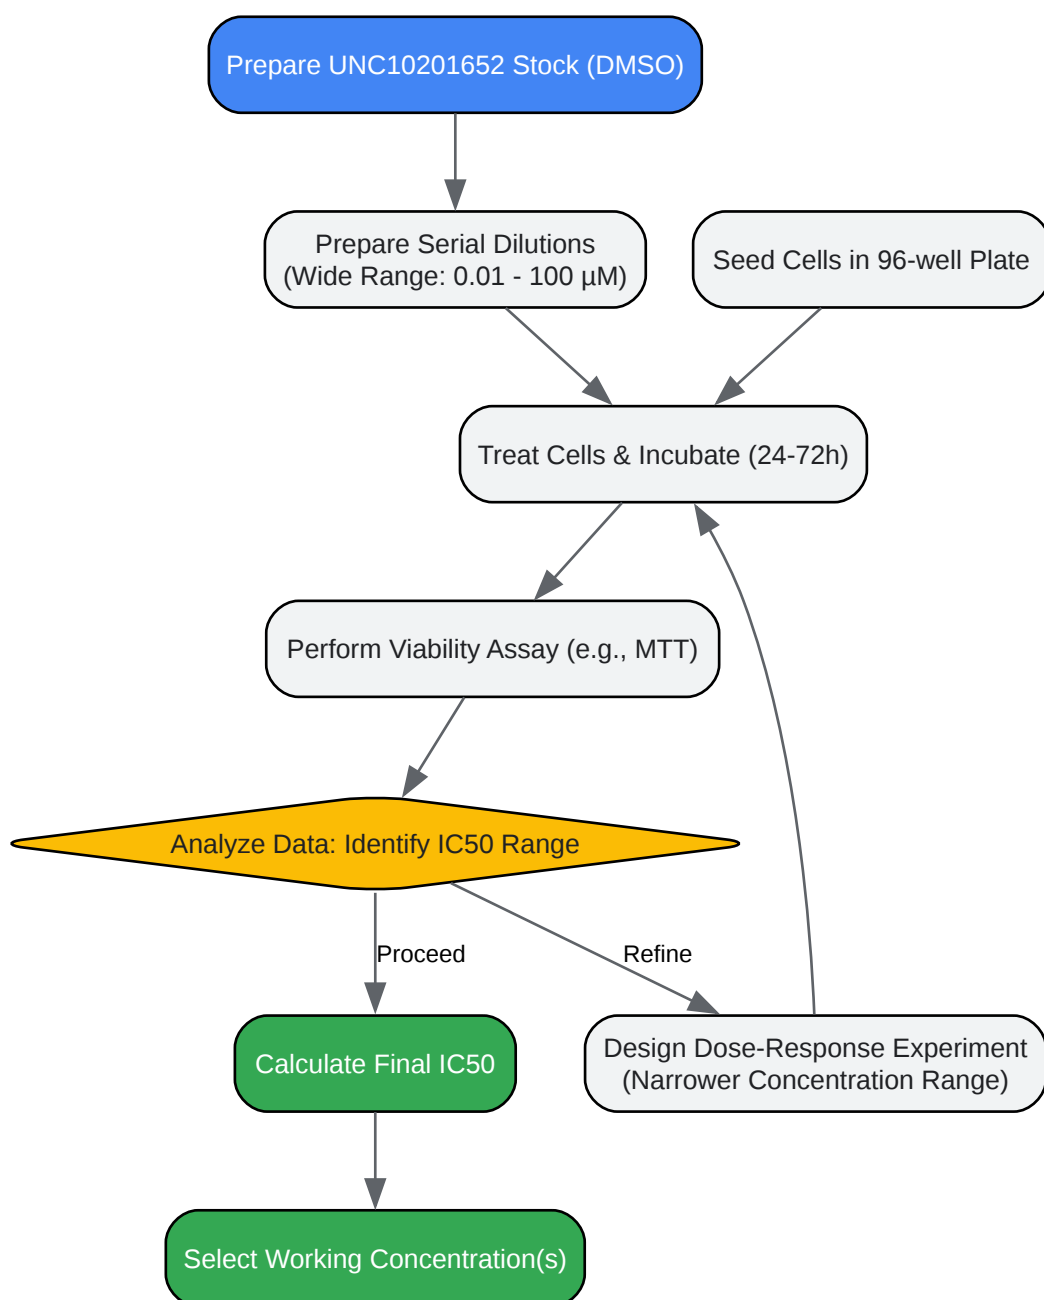 Prepare UNC10201652 Stock (DMSO)
Prepare Serial Dilutions
(Wide Range: 0.01 - 100 µM)
Seed Cells in 96-well Plate
Treat Cells & Incubate (24-72h)
Perform Viability Assay (e.g., MTT)
Analyze Data: Identify IC50 Range
Proceed
Refine
Calculate Final IC50
Design Dose-Response Experiment
(Narrower Concentration Range)
Select Working Concentration(s)